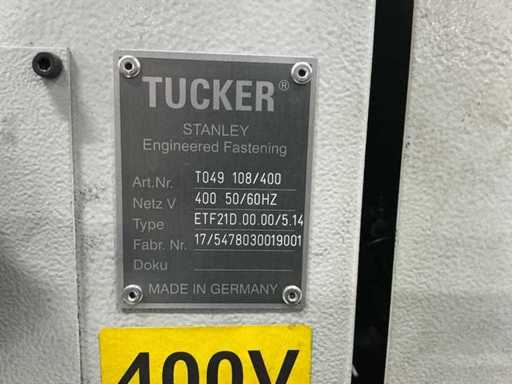 TUCKER®
STANLEY
Engineered Fastening
Art.Nr. T049 108/400
Netz V 400 50/60HZ
Type ETF21D.00.00/5.14
Fabr. Nr. 17/5478030019001
Doku
MADE IN GERMANY
400V